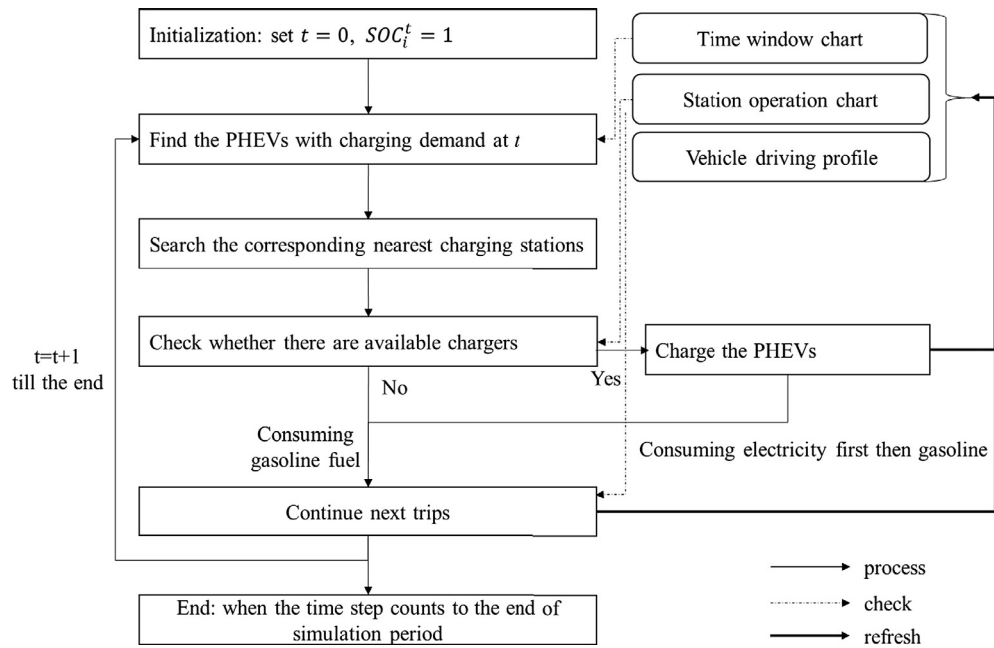 Initialization: set t = 0, SOC_i^t = 1
Time window chart
Station operation chart
Vehicle driving profile
Find the PHEVs with charging demand at t
Search the corresponding nearest charging stations
Check whether there are available chargers
Charge the PHEVs
Yes
No
t=t+1
till the end
Consuming
gasoline fuel
Consuming electricity first then gasoline
Continue next trips
End: when the time step counts to the end of
simulation period
process
check
refresh